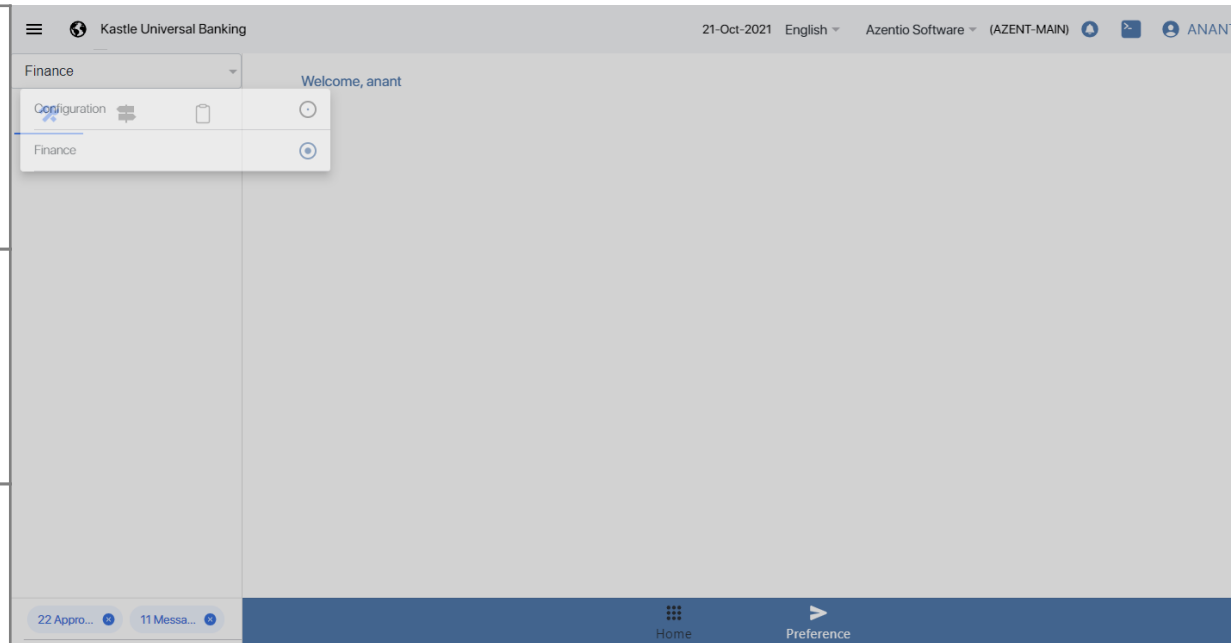 Kastle Universal Banking 21-Oct-2021 English Azentio Software (AZENT-MAIN) ANANT
Finance
Welcome, anant
Configuration
Finance
22 Appro... 11 Messa...
Home Preference